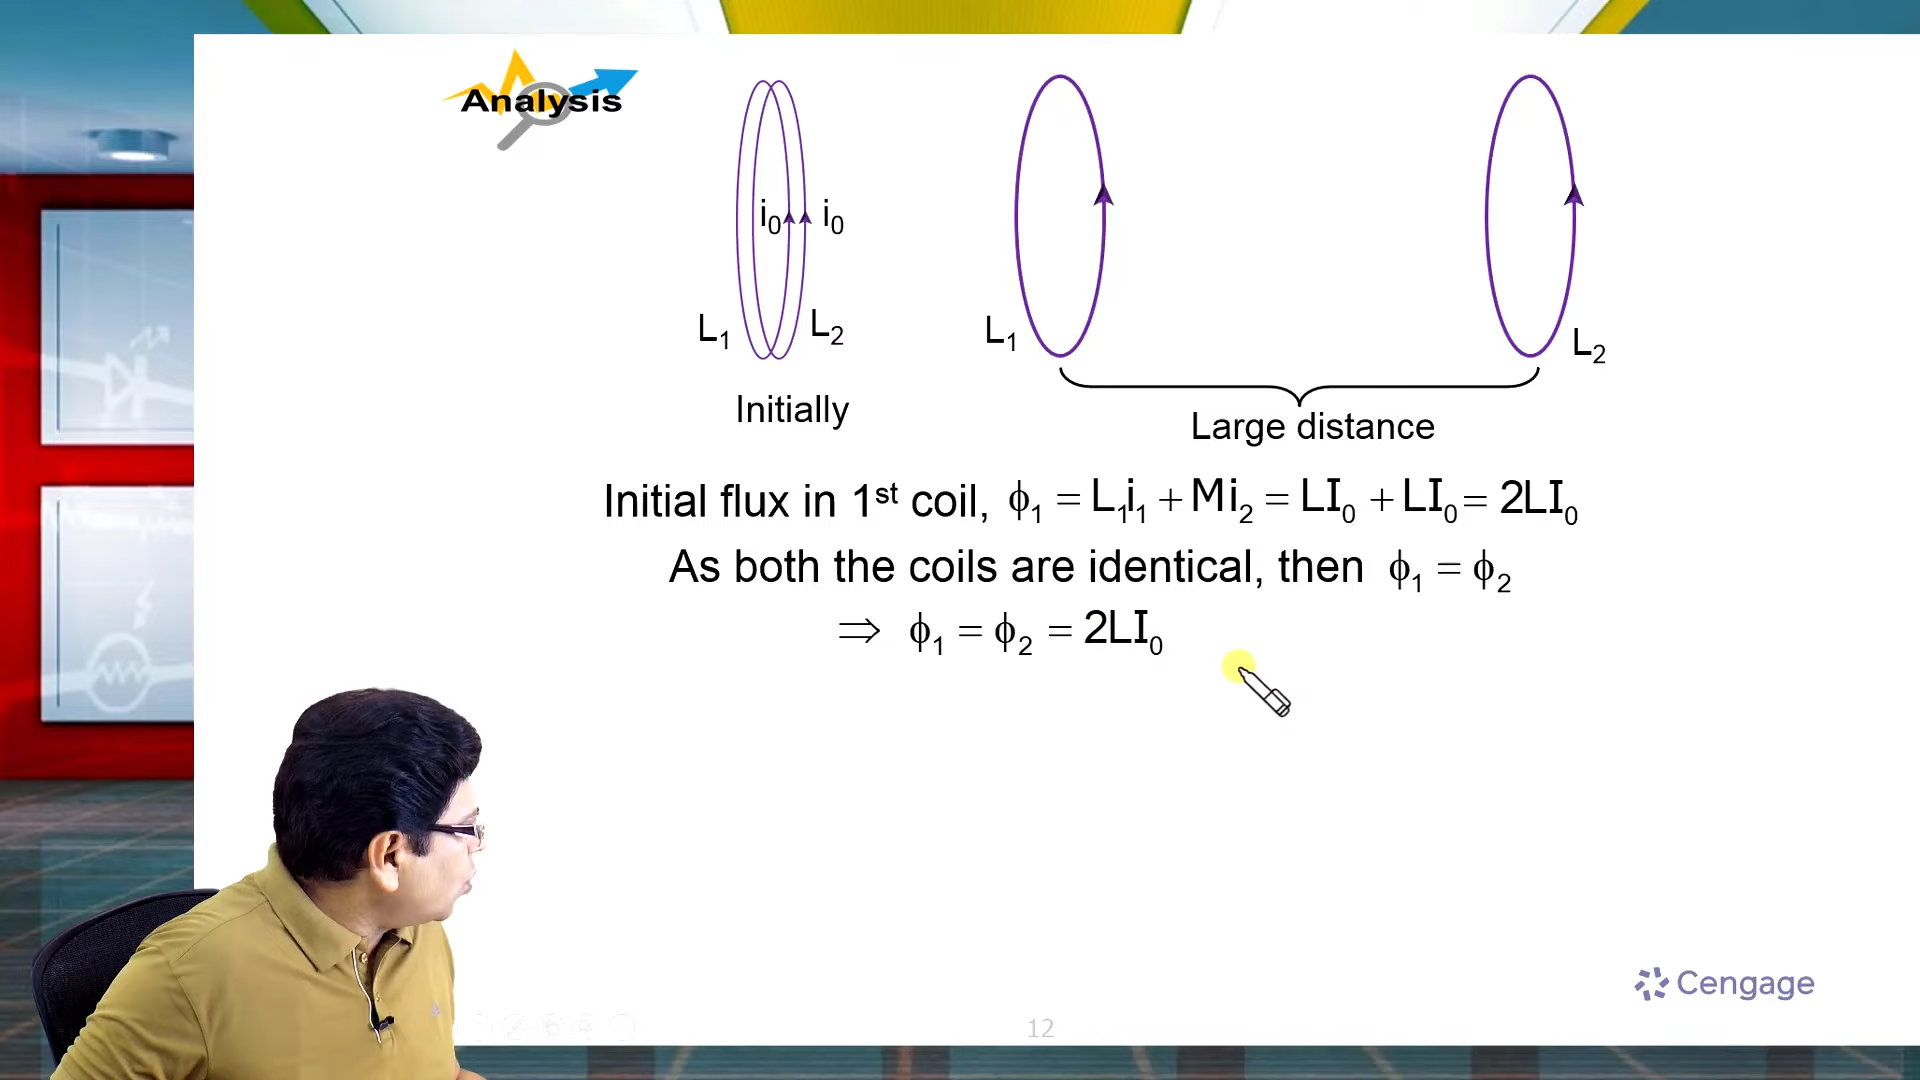 Analysis
i₀ i₀
L₁ L₂
Initially
L₁ L₂
Large distance
Initial flux in 1ˢᵗ coil, ϕ₁ = L₁i₁ + Mi₂ = LI₀ + LI₀ = 2LI₀
As both the coils are identical, then ϕ₁ = ϕ₂
⇒ ϕ₁ = ϕ₂ = 2LI₀
Cengage
12